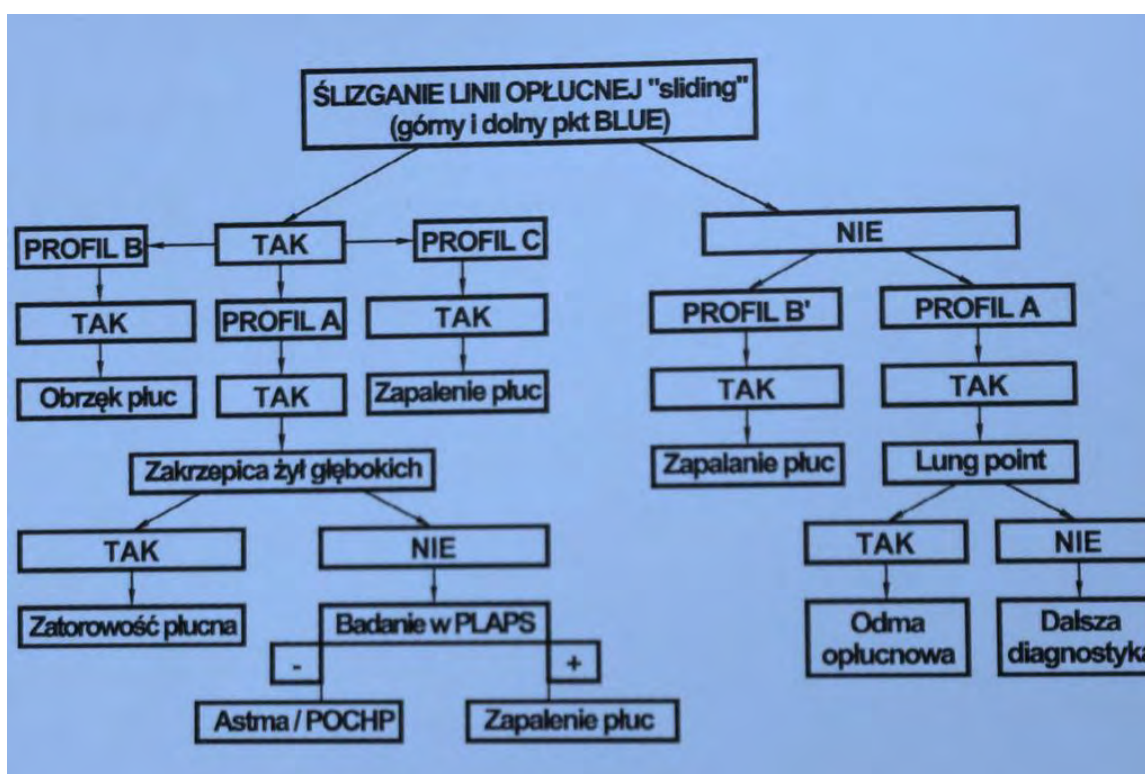 ŚLIZGANIE LINII OPŁUCNEJ "sliding"
(górny i dolny pkt BLUE)
PROFIL B
TAK
PROFIL C
NIE
TAK
PROFIL A
TAK
PROFIL B'
PROFIL A
Obrzęk płuc
TAK
Zapalenie płuc
TAK
TAK
Zakrzepica żył głębokich
Zapalanie płuc
Lung point
TAK
NIE
TAK
NIE
Zatorowość płucna
Badanie w PLAPS
Odma
opłucnowa
Dalsza
diagnostyka
-
+
Astma / POCHP
Zapalenie płuc